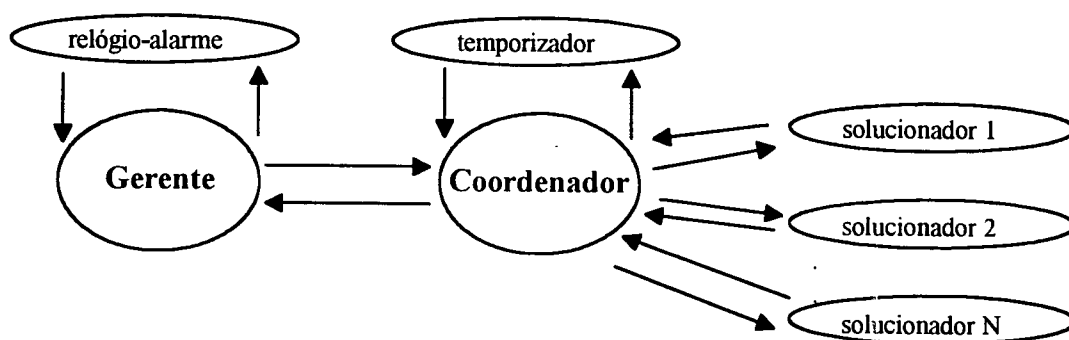 relógio-alarme
temporizador
Gerente
Coordenador
solucionador 1
solucionador 2
solucionador N